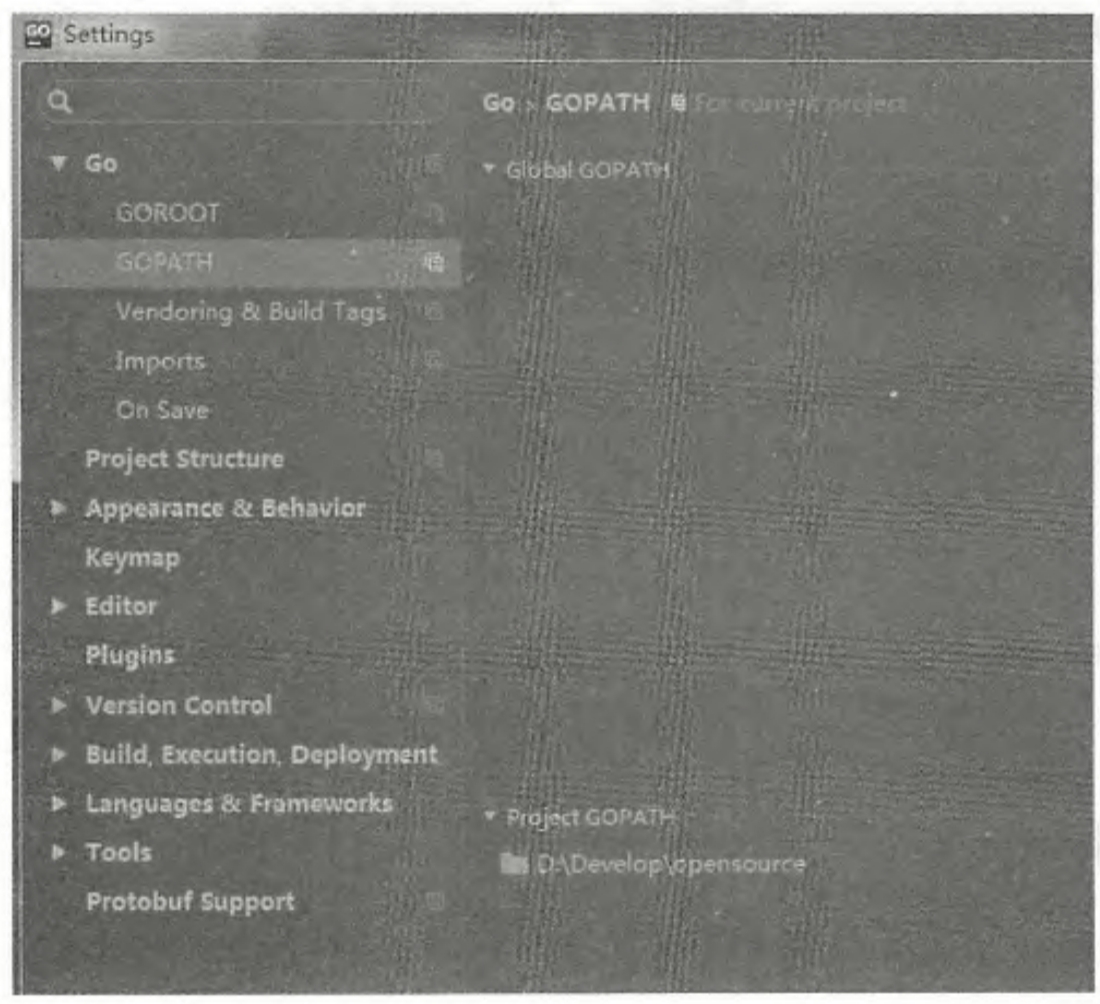 GO Settings
Go
GOROOT
GOPATH
Vendoring & Build Tags
Imports
On Save
Project Structure
Appearance & Behavior
Keymap
Editor
Plugins
Version Control
Build, Execution, Deployment
Languages & Frameworks
Tools
Protobuf Support
Go › GOPATH For current project
Global GOPATH
Project GOPATH
D:\Develop\opensource